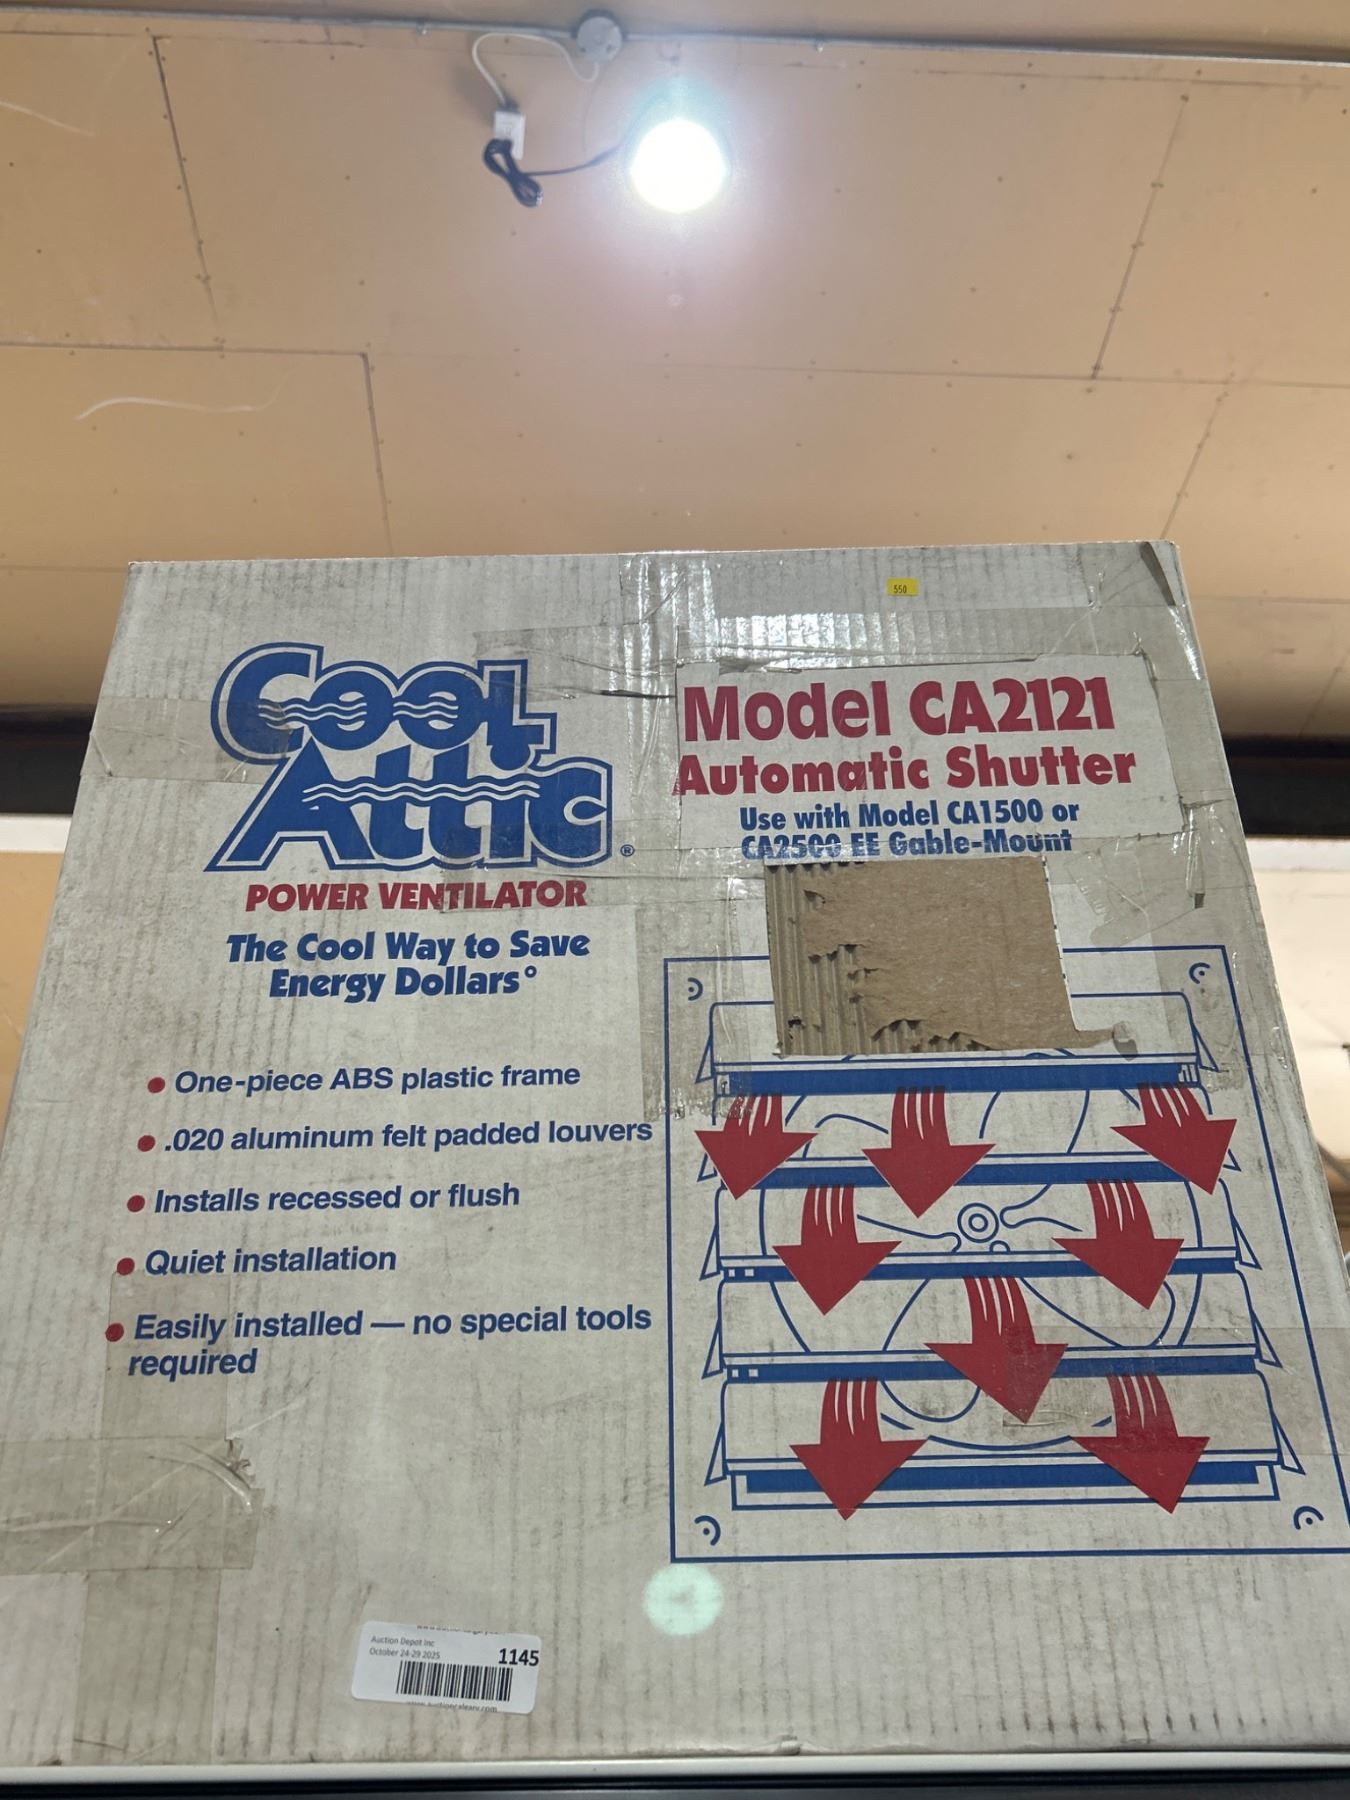 550
Cool
Attic®
POWER VENTILATOR
The Cool Way to Save
Energy Dollars°
Model CA2121
Automatic Shutter
Use with Model CA1500 or
CA2500 EE Gable-Mount
• One-piece ABS plastic frame
• .020 aluminum felt padded louvers
• Installs recessed or flush
• Quiet installation
• Easily installed — no special tools
required
Auction Depot Inc
October 24-29 2025
1145